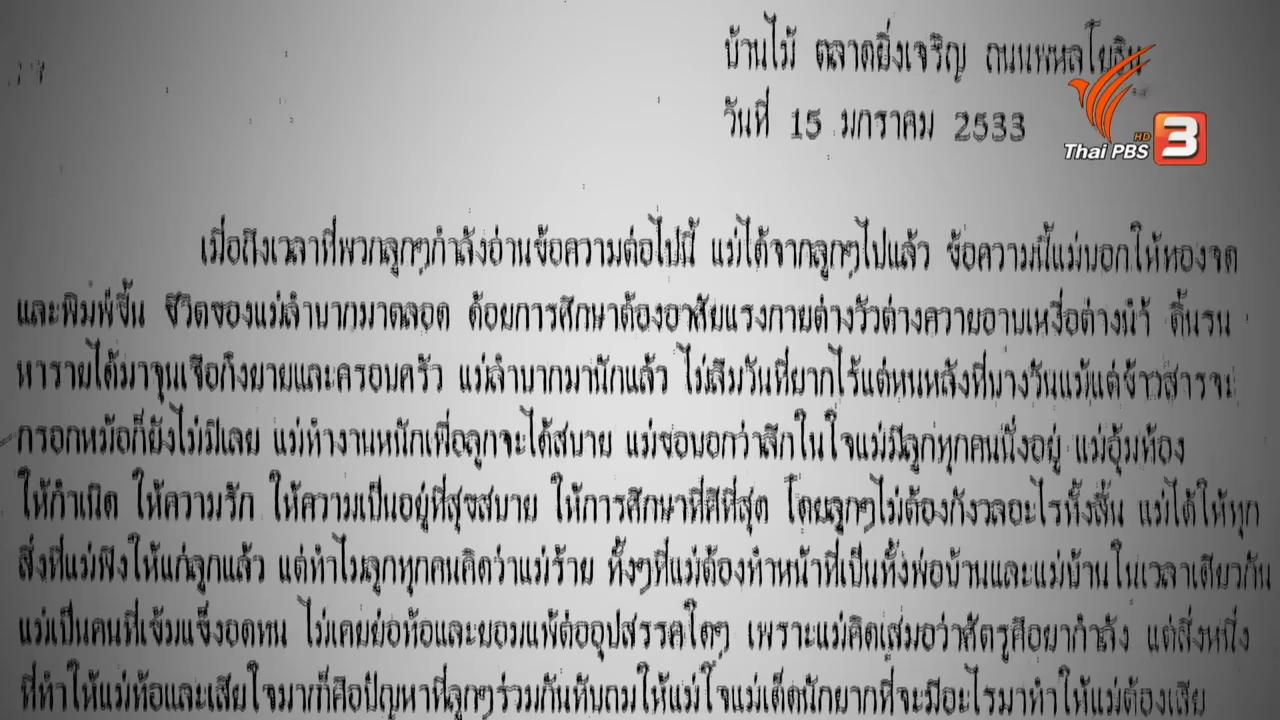 บ้านไม้ ตลาดยิ่งเจริญ ถนนพหลโยธิน
วันที่ 15 มกราคม 2533
HD
Thai PBS 3
เมื่อถึงเวลาที่พวกลูกๆกำลังอ่านข้อความต่อไปนี้ แม่ได้จากลูกๆไปแล้ว ข้อความนี้แม่บอกให้ทองจด
และพิมพ์ขึ้น ชีวิตของแม่ลำบากมาตลอด ด้อยการศึกษาต้องอาศัยแรงกายต่างวัวต่างควายอาบเหงื่อต่างน้ำ ดิ้นรน
หารายได้มาจุนเจือถึงยายและครอบครัว แม่ลำบากมานักแล้ว ไม่ลืมวันที่ยากไร้แต่หนหลังที่บางวันแม้แต่ข้าวสารจะ
กรอกหม้อก็ยังไม่มีเลย แม่ทำงานหนักเพื่อลูกจะได้สบาย แม่ขอบอกว่าลึกในใจแม่มีลูกทุกคนนั่งอยู่ แม่อุ้มท้อง
ให้กำเนิด ให้ความรัก ให้ความเป็นอยู่ที่สุขสบาย ให้การศึกษาที่ดีที่สุด โดยลูกๆไม่ต้องกังวลอะไรทั้งสิ้น แม่ได้ให้ทุก
สิ่งที่แม่พึงให้แก่ลูกแล้ว แต่ทำไมลูกทุกคนคิดว่าแม่ร้าย ทั้งๆที่แม่ต้องทำหน้าที่เป็นทั้งพ่อบ้านและแม่บ้านในเวลาเดียวกัน
แม่เป็นคนที่เข้มแข็งอดทน ไม่เคยย่อท้อและยอมแพ้ต่ออุปสรรคใดๆ เพราะแม่คิดเสมอว่าศัตรูคือยากำลัง แต่สิ่งหนึ่ง
ที่ทำให้แม่ท้อและเสียใจมากก็คือปัญหาที่ลูกๆร่วมกันทับถมให้แม่ใจแม่เด็ดนักยากที่จะมีอะไรมาทำให้แม่ต้องเสีย